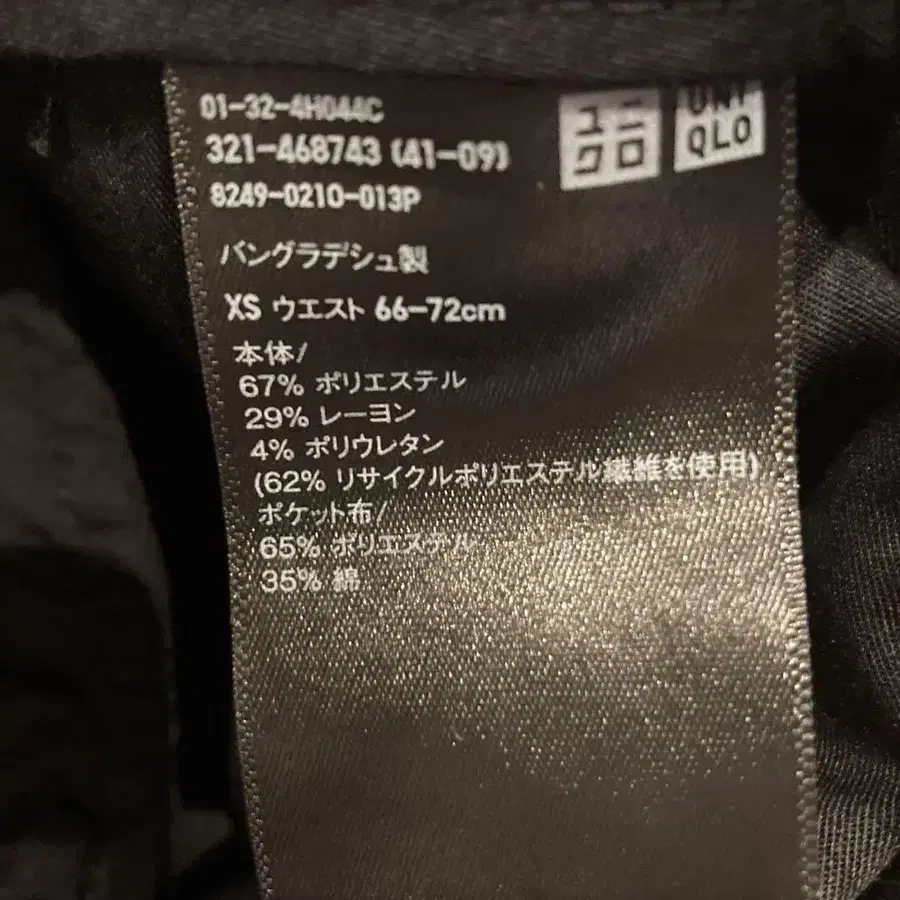 01-32-4H044C
321-468743 (41-09)
8249-0210-013P
ユニ
クロ
UNI
QLO
バングラデシュ製
XS ウエスト 66-72cm
本体/
67% ポリエステル
29% レーヨン
4% ポリウレタン
(62% リサイクルポリエステル繊維を使用)
ポケット布/
65% ポリエステル
35% 綿